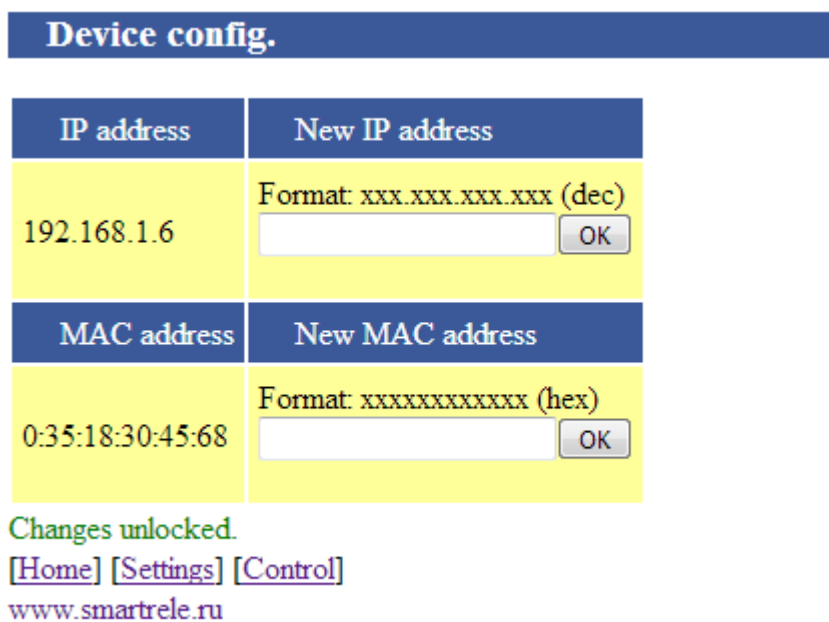 Device config.
IP address New IP address
Format: xxx.xxx.xxx.xxx (dec)
192.168.1.6
OK
MAC address New MAC address
Format: xxxxxxxxxxxx (hex)
0:35:18:30:45:68
OK
Changes unlocked.
[Home] [Settings] [Control]
www.smartrele.ru